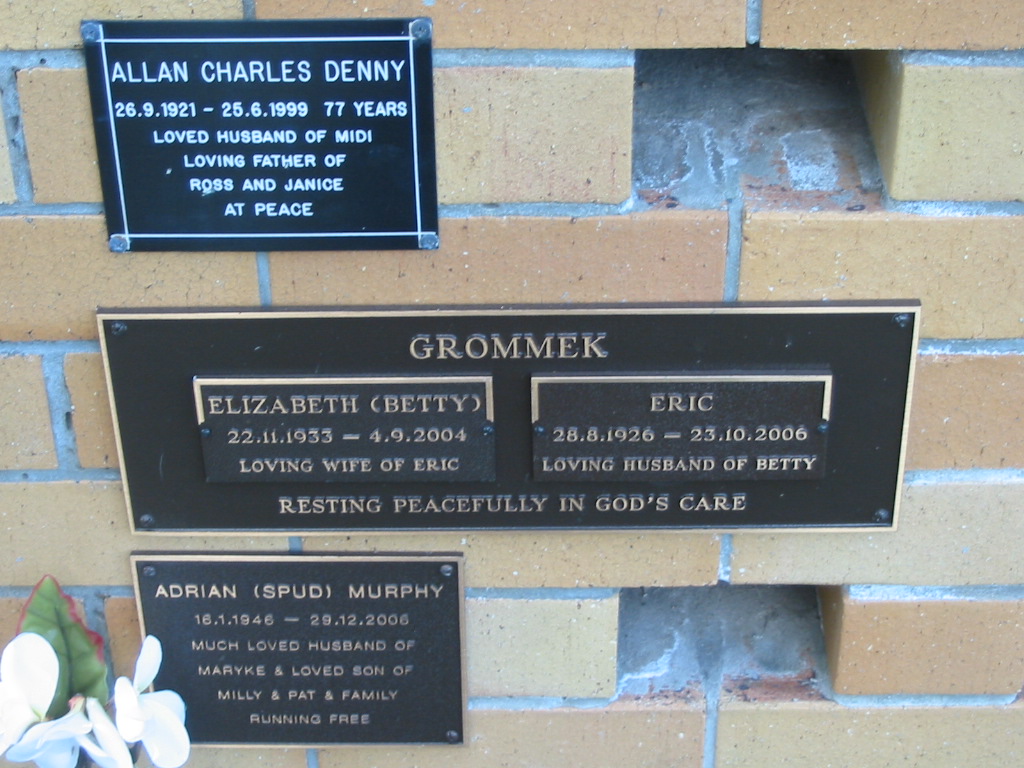 ALLAN CHARLES DENNY
26.9.1921 - 25.6.1999 77 YEARS
LOVED HUSBAND OF MIDI
LOVING FATHER OF
ROSS AND JANICE
AT PEACE
GROMMEK
ELIZABETH (BETTY)
22.11.1933 - 4.9.2004
LOVING WIFE OF ERIC
ERIC
28.8.1926 - 23.10.2006
LOVING HUSBAND OF BETTY
RESTING PEACEFULLY IN GOD'S CARE
ADRIAN (SPUD) MURPHY
16.1.1946 - 29.12.2006
MUCH LOVED HUSBAND OF
MARYKE & LOVED SON OF
MILLY & PAT & FAMILY
RUNNING FREE